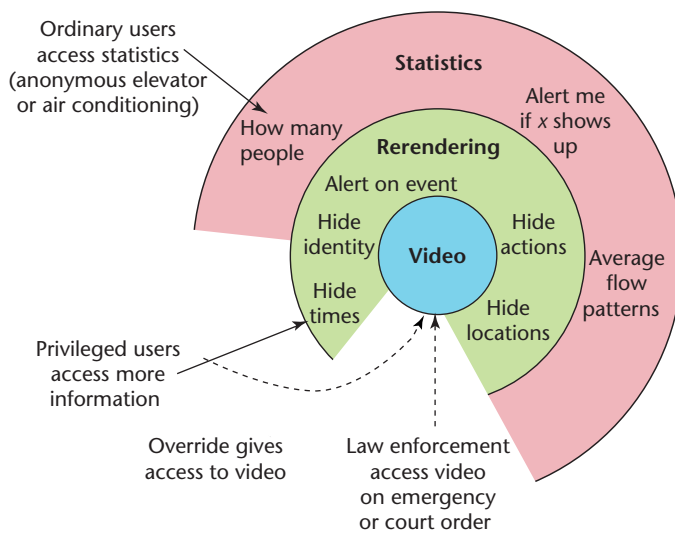 Ordinary users
access statistics
(anonymous elevator
or air conditioning)
Statistics
Alert me
if x shows
up
How many
people
Rerendering
Alert on event
Hide
identity
Hide
actions
Video
Average
flow
patterns
Hide
times
Hide
locations
Privileged users
access more
information
Override gives
access to video
Law enforcement
access video
on emergency
or court order